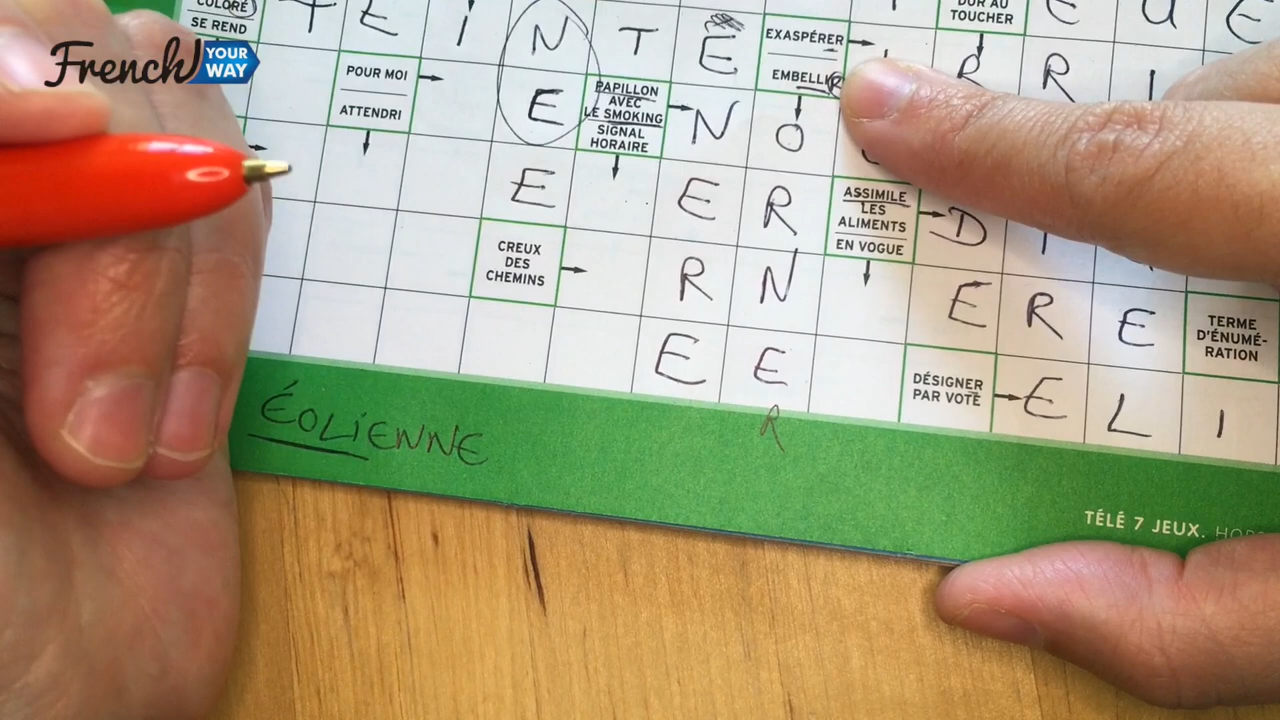 COLORÉ
SE REND
T E I N T É
DUR AU
TOUCHER
E U E
French YOUR WAY
POUR MOI
ATTENDRI
E
PAPILLON
AVEC
LE SMOKING
SIGNAL
HORAIRE
N O
EXASPÉRER
EMBELLIR
R R I
E
E R
ASSIMILE
LES
ALIMENTS
EN VOGUE
D
CREUX
DES
CHEMINS
R N
E R E
TERME
D'ÉNUMÉ-
RATION
E E
DÉSIGNER
PAR VOTE
E L I
R
ÉOLIENNE
TÉLÉ 7 JEUX.